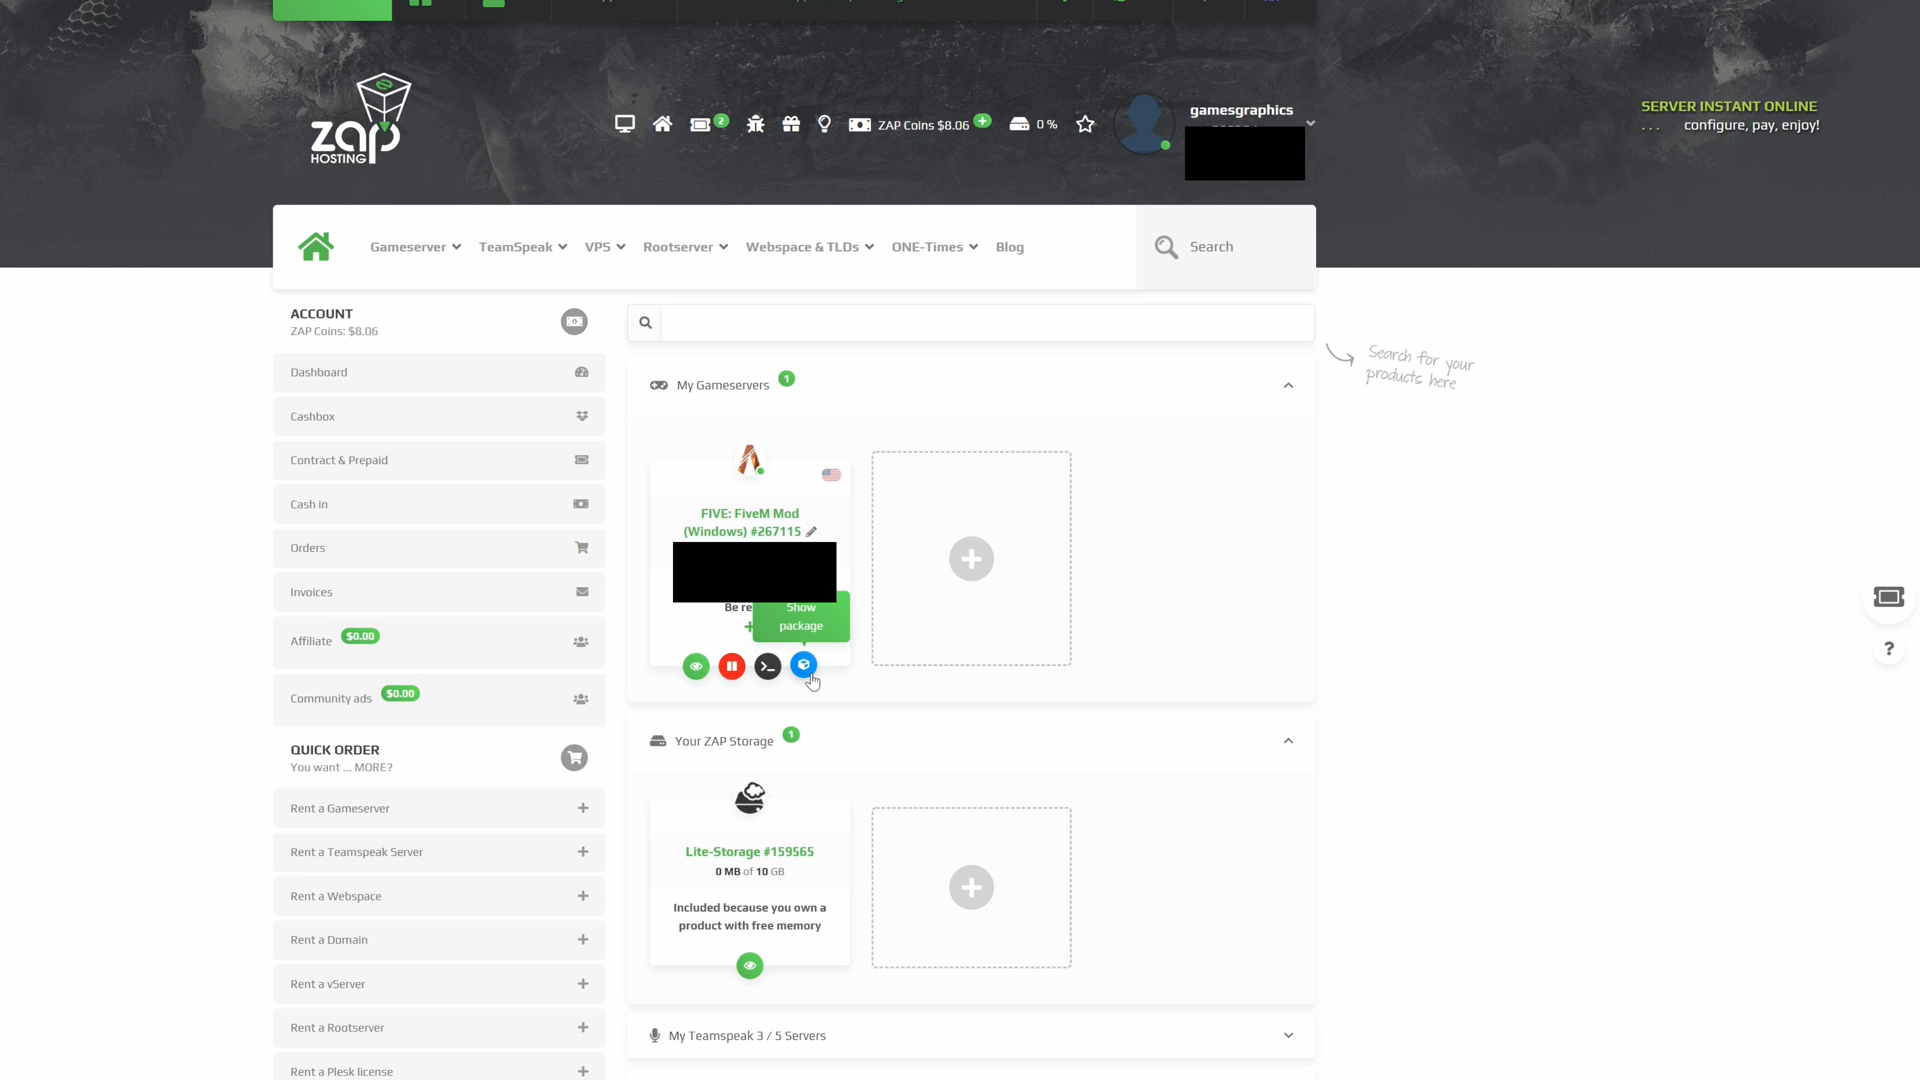 zap
HOSTING
2
ZAP Coins $8.06
0 %
gamesgraphics
SERVER INSTANT ONLINE
. . . configure, pay, enjoy!
Gameserver
TeamSpeak
VPS
Rootserver
Webspace & TLDs
ONE-Times
Blog
Search
ACCOUNT
ZAP Coins: $8.06
Dashboard
Cashbox
Contract & Prepaid
Cash in
Orders
Invoices
Affiliate $0.00
Community ads $0.00
QUICK ORDER
You want ... MORE?
Rent a Gameserver
Rent a Teamspeak Server
Rent a Webspace
Rent a Domain
Rent a vServer
Rent a Rootserver
Rent a Plesk license
Search for your
products here
My Gameservers 1
FIVE: FiveM Mod
(Windows) #267115
Be re
Show
package
Your ZAP Storage 1
Lite-Storage #159565
0 MB of 10 GB
Included because you own a
product with free memory
My Teamspeak 3 / 5 Servers
?